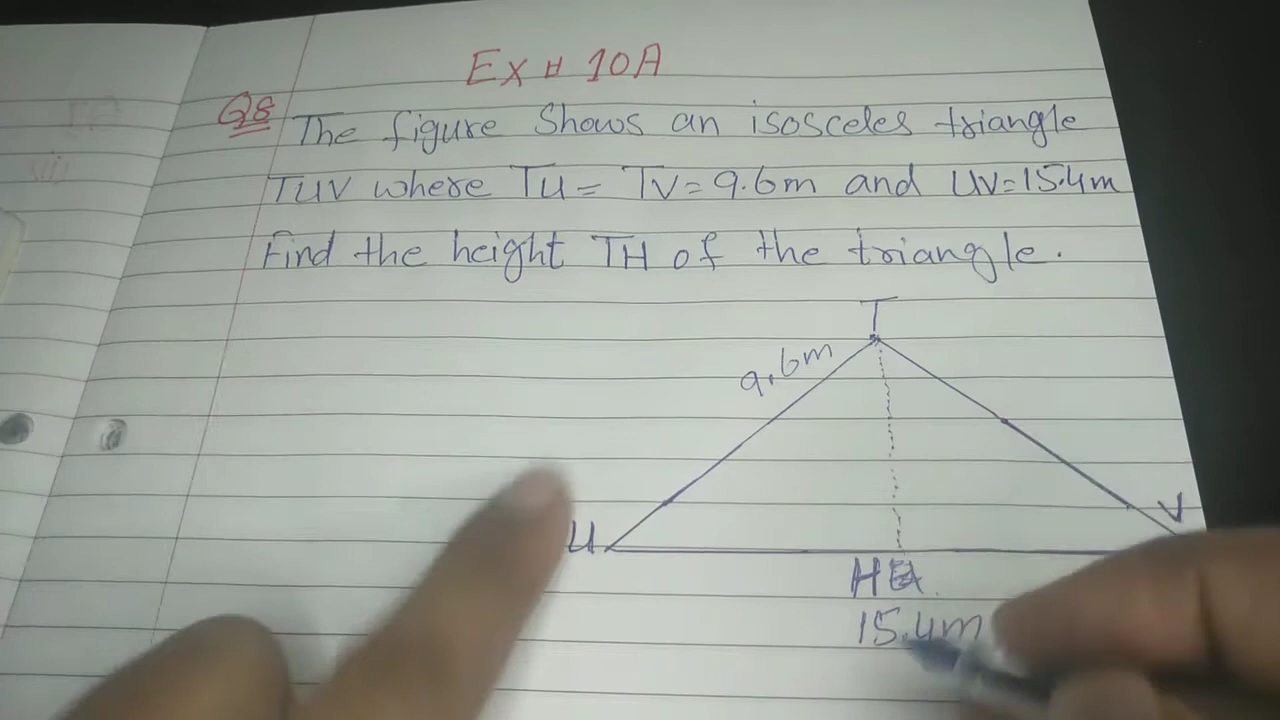 Ex # 10A
Q8
The figure Shows an isosceles triangle
TUV where TU = TV = 9.6m and UV = 15.4m
Find the height TH of the triangle.
T
9.6m
U
V
H
15.4m